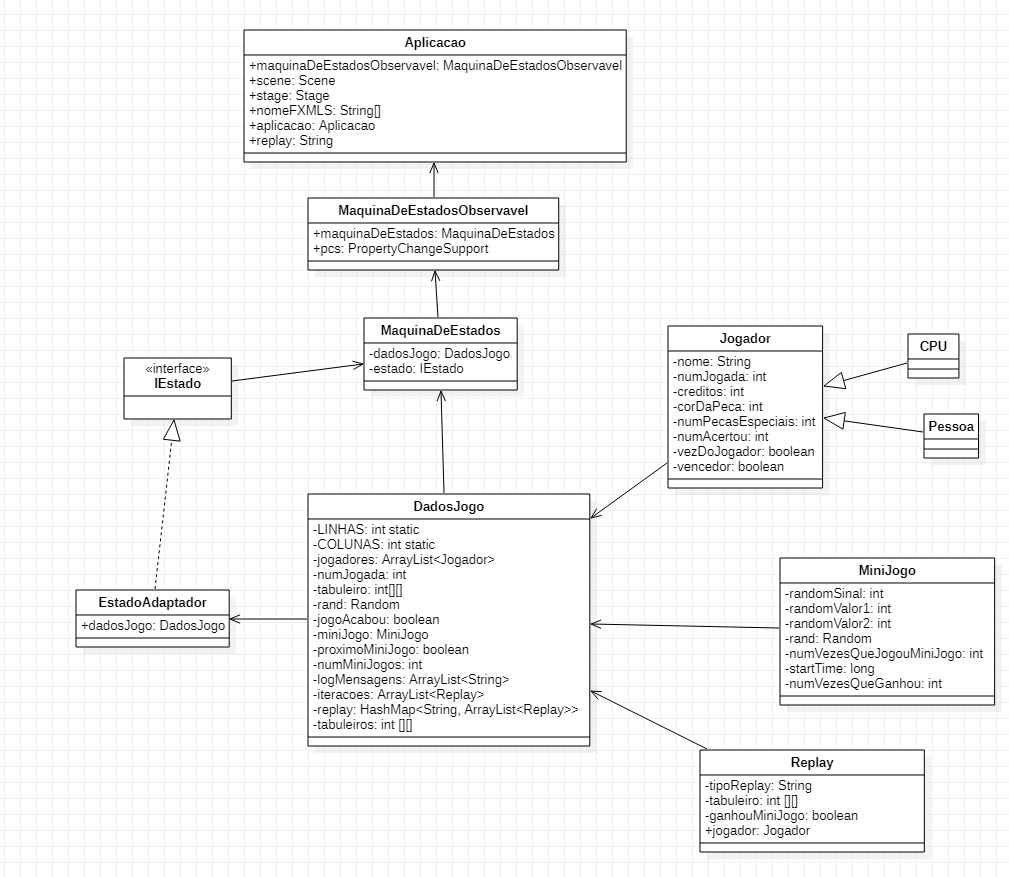 Aplicacao
+maquinaDeEstadosObservavel: MaquinaDeEstadosObservavel
+scene: Scene
+stage: Stage
+nomeFXMLS: String[]
+aplicacao: Aplicacao
+replay: String
MaquinaDeEstadosObservavel
+maquinaDeEstados: MaquinaDeEstados
+pcs: PropertyChangeSupport
MaquinaDeEstados
-dadosJogo: DadosJogo
-estado: IEstado
«interface»
IEstado
Jogador
-nome: String
-numJogada: int
-creditos: int
-corDaPeca: int
-numPecasEspeciais: int
-numAcertou: int
-vezDoJogador: boolean
-vencedor: boolean
CPU
Pessoa
DadosJogo
-LINHAS: int static
-COLUNAS: int static
-jogadores: ArrayList<Jogador>
-numJogada: int
-tabuleiro: int[][]
-rand: Random
-jogoAcabou: boolean
-miniJogo: MiniJogo
-proximoMiniJogo: boolean
-numMiniJogos: int
-logMensagens: ArrayList<String>
-iteracoes: ArrayList<Replay>
-replay: HashMap<String, ArrayList<Replay>>
-tabuleiros: int [][]
EstadoAdaptador
+dadosJogo: DadosJogo
MiniJogo
-randomSinal: int
-randomValor1: int
-randomValor2: int
-rand: Random
-numVezesQueJogouMiniJogo: int
-startTime: long
-numVezesQueGanhou: int
Replay
-tipoReplay: String
-tabuleiro: int [][]
-ganhouMiniJogo: boolean
+jogador: Jogador